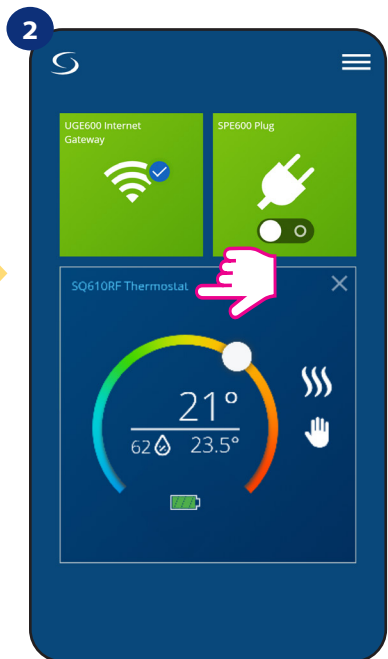 2
UGE600 Internet
Gateway
SPE600 Plug
SQ610RF Thermostat
21°
62 23.5°